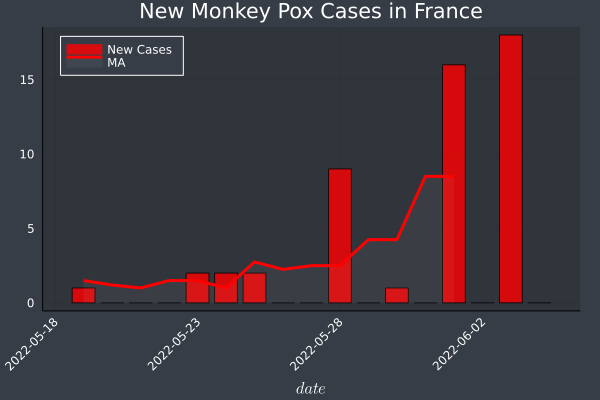 New Monkey Pox Cases in France
New Cases
MA
15
10
5
0
2022-05-18
2022-05-23
2022-05-28
2022-06-02
date